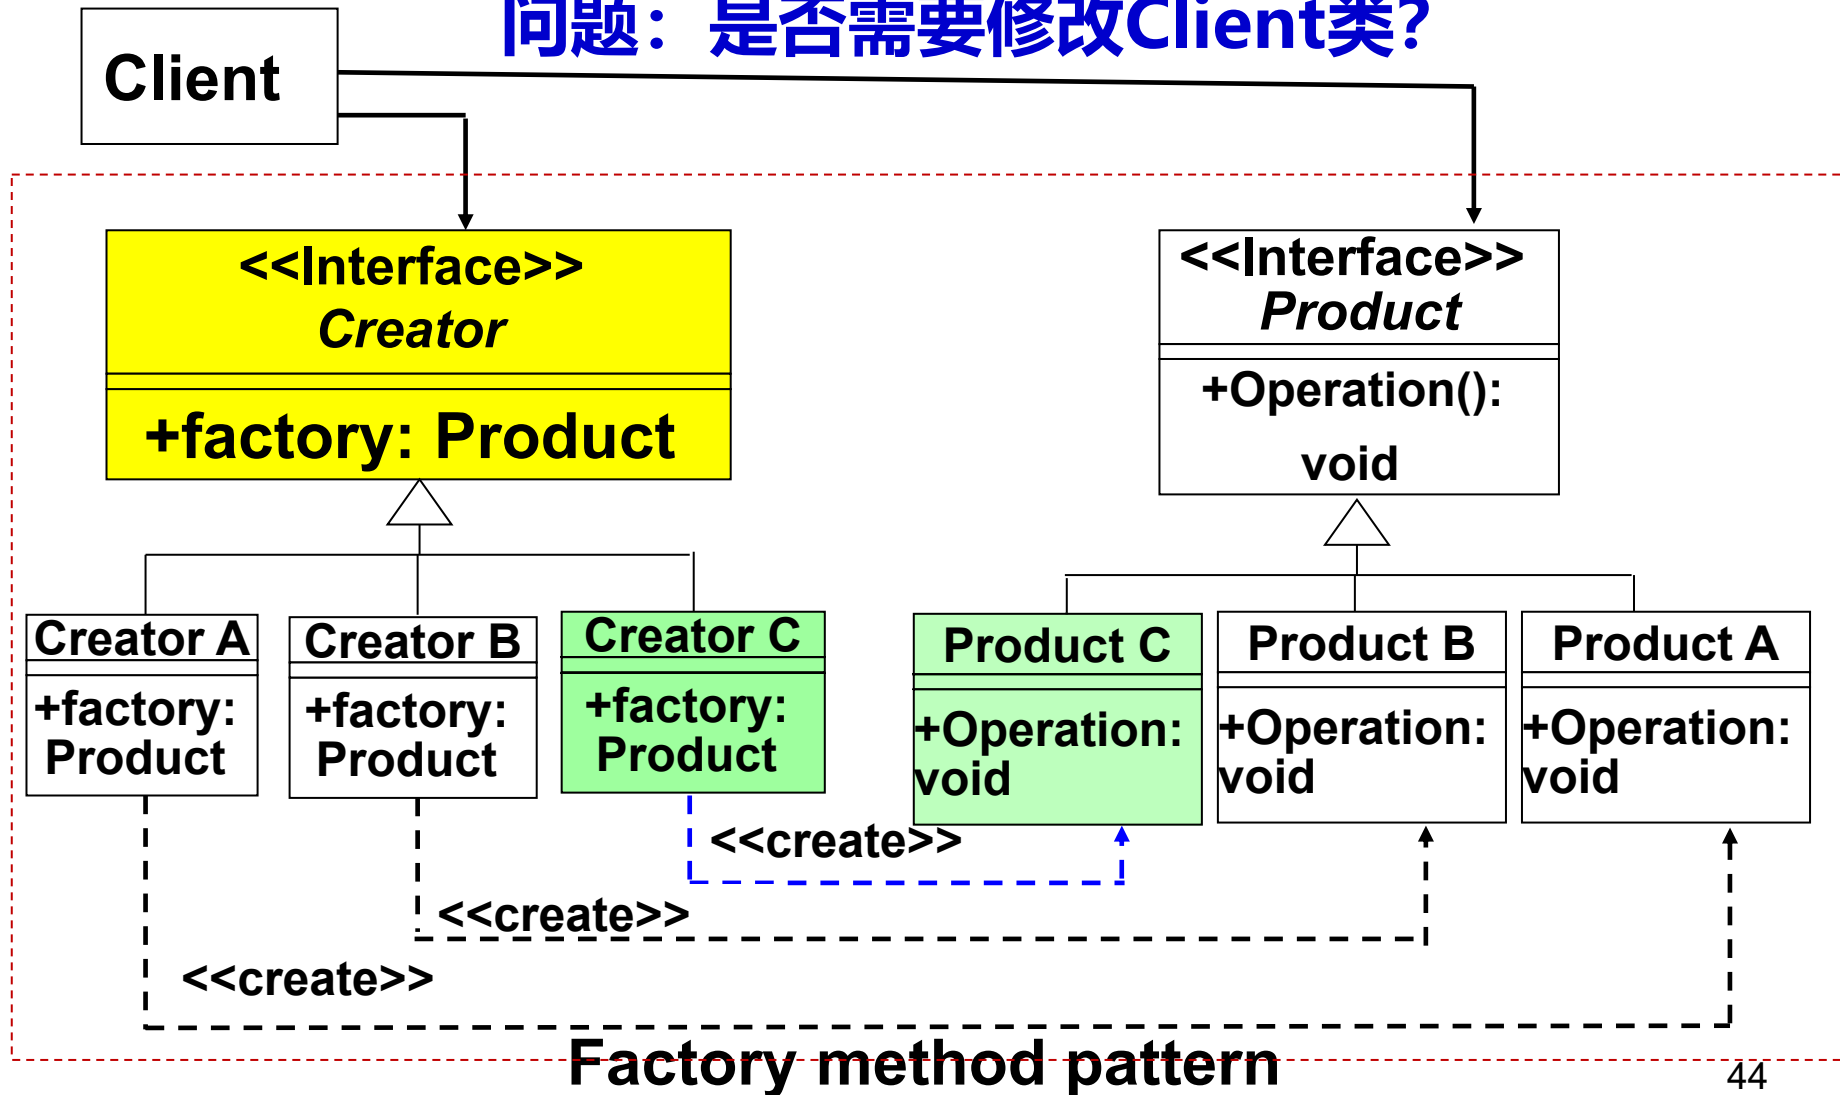 问题：是否需要修改Client类？
Client
<<Interface>>
Creator
+factory: Product
<<Interface>>
Product
+Operation():
void
Creator A
+factory:
Product
Creator B
+factory:
Product
Creator C
+factory:
Product
Product C
+Operation:
void
Product B
+Operation:
void
Product A
+Operation:
void
<<create>>
<<create>>
<<create>>
Factory method pattern
44